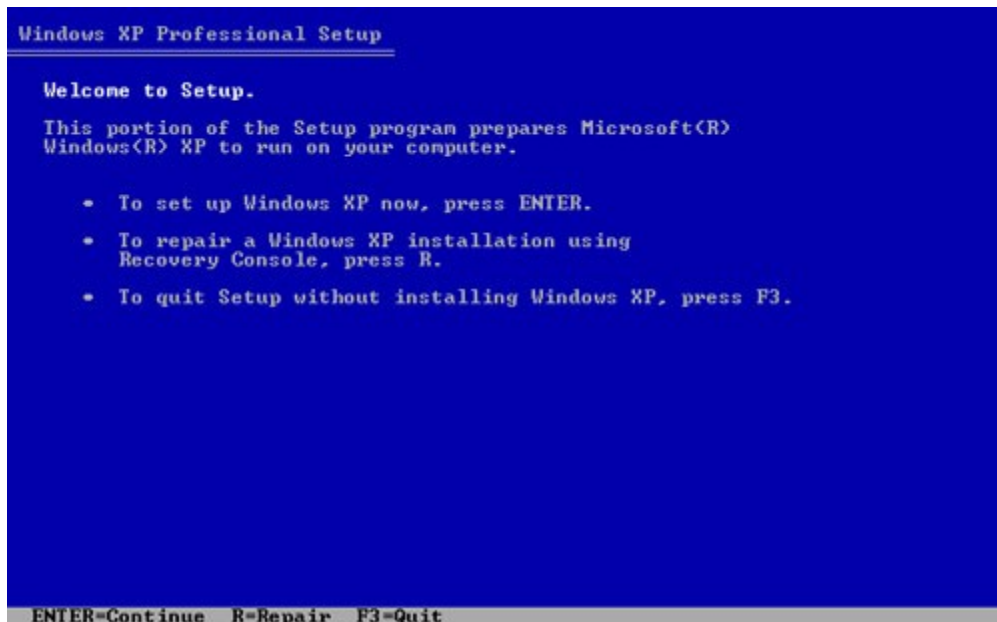 Windows XP Professional Setup
Welcome to Setup.
This portion of the Setup program prepares Microsoft(R)
Windows(R) XP to run on your computer.
• To set up Windows XP now, press ENTER.
• To repair a Windows XP installation using
Recovery Console, press R.
• To quit Setup without installing Windows XP, press F3.
ENTER=Continue R=Repair F3=Quit